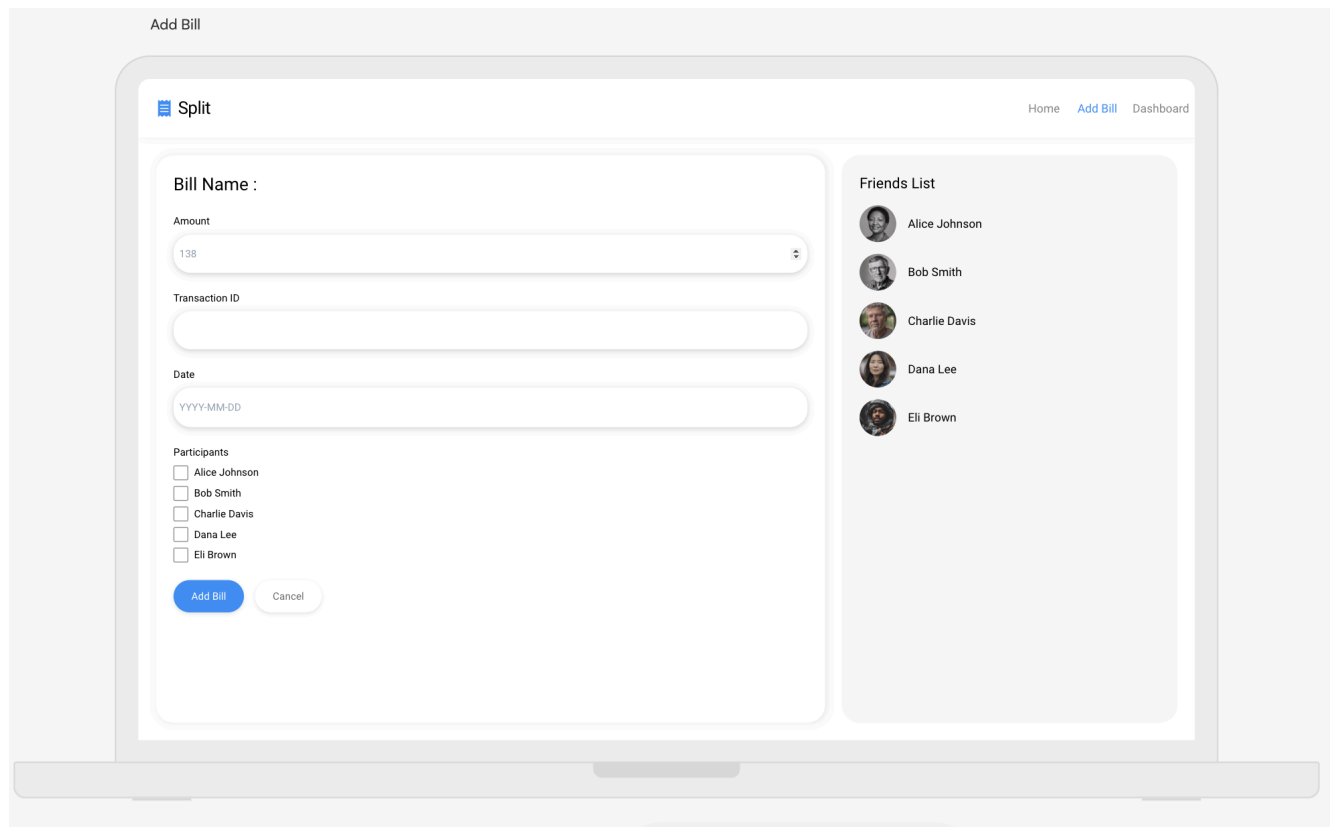 Add Bill
Split
Home Add Bill Dashboard
Bill Name :
Amount
138
Transaction ID
Date
YYYY-MM-DD
Participants
Alice Johnson
Bob Smith
Charlie Davis
Dana Lee
Eli Brown
Add Bill Cancel
Friends List
Alice Johnson
Bob Smith
Charlie Davis
Dana Lee
Eli Brown